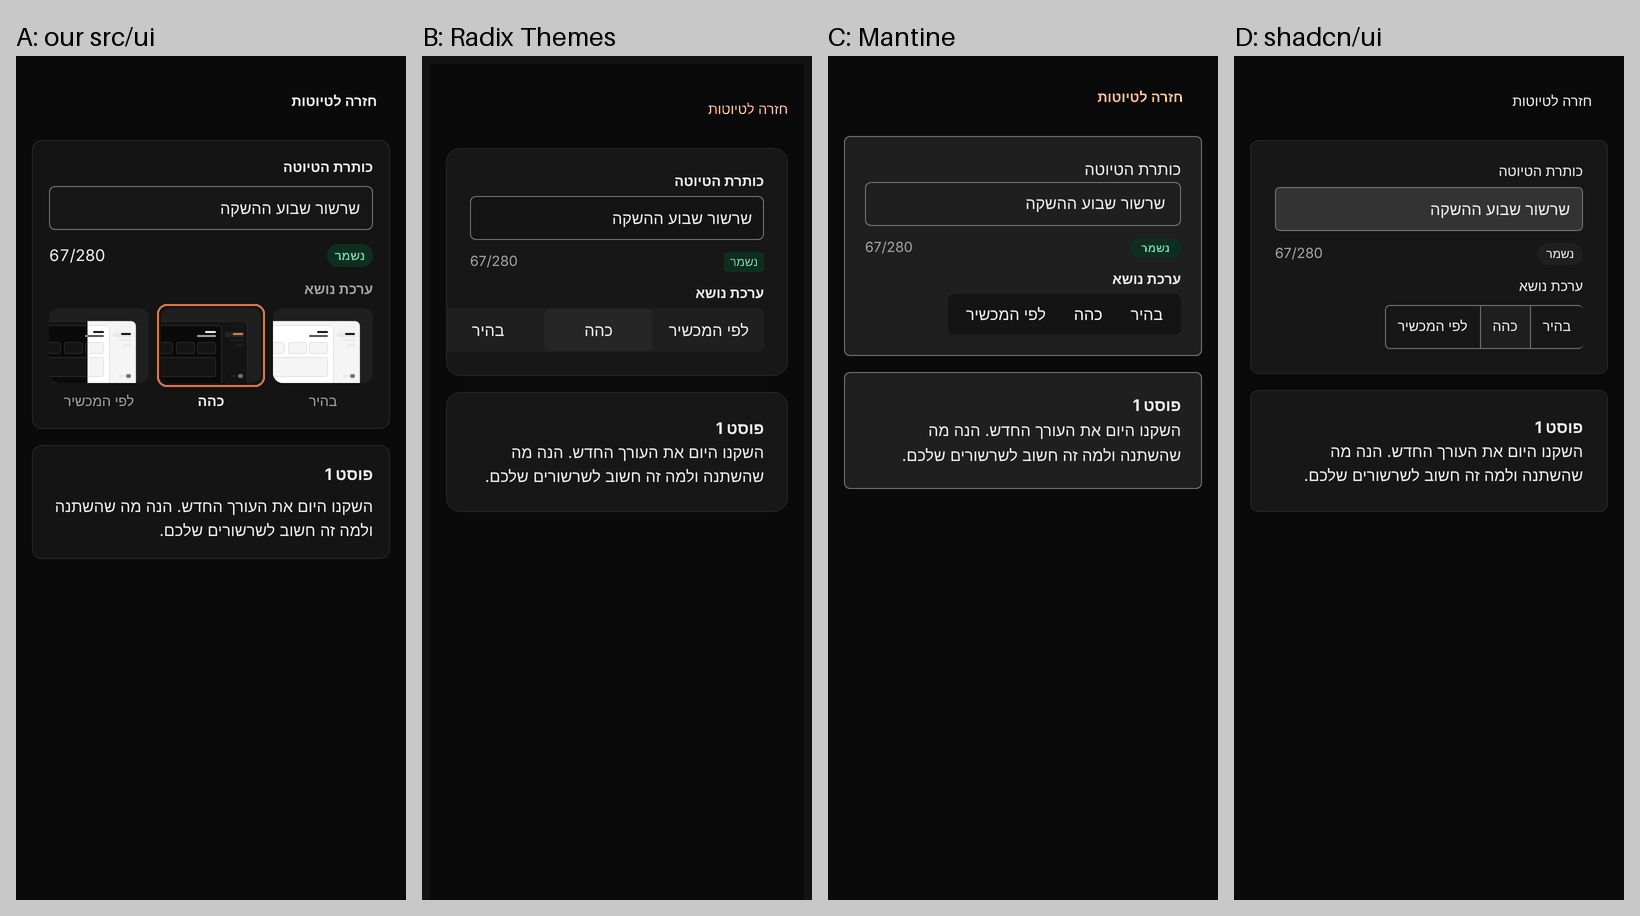 A: our src/ui
חזרה לטיוטות
כותרת הטיוטה
שרשור שבוע ההשקה
נשמר
67/280
ערכת נושא
בהיר
כהה
לפי המכשיר
פוסט 1
השקנו היום את העורך החדש. הנה מה שהשתנה
ולמה זה חשוב לשרשורים שלכם.
B: Radix Themes
חזרה לטיוטות
כותרת הטיוטה
שרשור שבוע ההשקה
נשמר
67/280
ערכת נושא
לפי המכשיר
כהה
בהיר
פוסט 1
השקנו היום את העורך החדש. הנה מה
שהשתנה ולמה זה חשוב לשרשורים שלכם.
C: Mantine
חזרה לטיוטות
כותרת הטיוטה
שרשור שבוע ההשקה
נשמר
67/280
ערכת נושא
בהיר
כהה
לפי המכשיר
פוסט 1
השקנו היום את העורך החדש. הנה מה
שהשתנה ולמה זה חשוב לשרשורים שלכם.
D: shadcn/ui
חזרה לטיוטות
כותרת הטיוטה
שרשור שבוע ההשקה
נשמר
67/280
ערכת נושא
בהיר
כהה
לפי המכשיר
פוסט 1
השקנו היום את העורך החדש. הנה מה
שהשתנה ולמה זה חשוב לשרשורים שלכם.